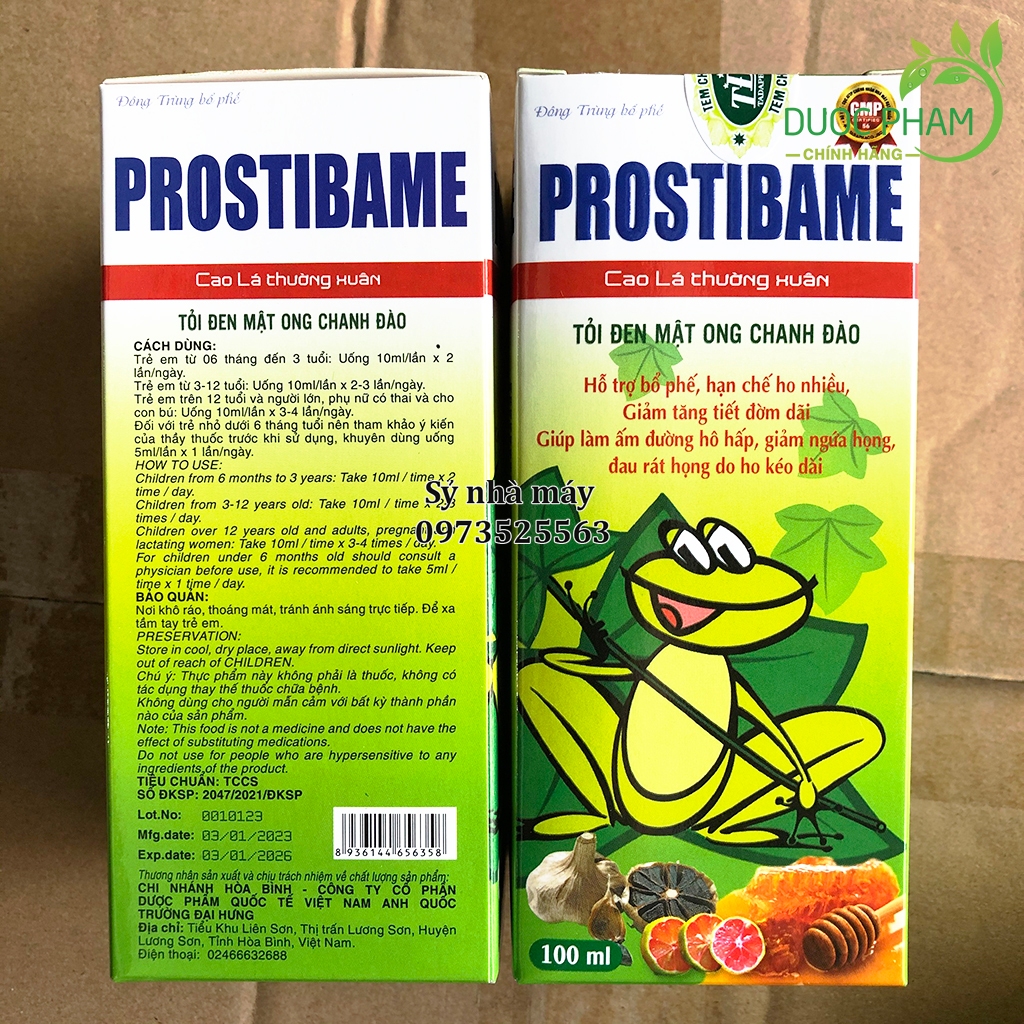 Đông Trùng bổ phế
PROSTIBAME
Cao Lá thường xuân
TỎI ĐEN MẬT ONG CHANH ĐÀO
CÁCH DÙNG:
Trẻ em từ 06 tháng đến 3 tuổi: Uống 10ml/lần x 2
lần/ngày.
Trẻ em từ 3-12 tuổi: Uống 10ml/lần x 2-3 lần/ngày.
Trẻ em trên 12 tuổi và người lớn, phụ nữ có thai và cho
con bú: Uống 10ml/lần x 3-4 lần/ngày.
Đối với trẻ nhỏ dưới 6 tháng tuổi nên tham khảo ý kiến
của thầy thuốc trước khi sử dụng, khuyên dùng uống
5ml/lần x 1 lần/ngày.
HOW TO USE:
Children from 6 months to 3 years: Take 10ml / time x 2
time / day.
Children from 3-12 years old: Take 10ml / time x 2-3
times / day.
Children over 12 years old and adults, pregnant
lactating women: Take 10ml / time x 3-4 times / day.
For children under 6 months old should consult a
physician before use, it is recommended to take 5ml /
time x 1 time / day.
BẢO QUẢN:
Nơi khô ráo, thoáng mát, tránh ánh sáng trực tiếp. Để xa
tầm tay trẻ em.
PRESERVATION:
Store in cool, dry place, away from direct sunlight. Keep
out of reach of CHILDREN.
Chú ý: Thực phẩm này không phải là thuốc, không có
tác dụng thay thế thuốc chữa bệnh.
Không dùng cho người mẫn cảm với bất kỳ thành phần
nào của sản phẩm.
Note: This food is not a medicine and does not have the
effect of substituting medications.
Do not use for people who are hypersensitive to any
ingredients of the product.
TIÊU CHUẨN: TCCS
SỐ ĐKSP: 2047/2021/ĐKSP
Lot.No: 0010123
Mfg.date: 03/01/2023
Exp.date: 03/01/2026
8936144656358
Thương nhân sản xuất và chịu trách nhiệm về chất lượng sản phẩm:
CHI NHÁNH HÒA BÌNH - CÔNG TY CỔ PHẦN
DƯỢC PHẨM QUỐC TẾ VIỆT NAM ANH QUỐC
TRƯỜNG ĐẠI HƯNG
Địa chỉ: Tiểu Khu Liên Sơn, Thị trấn Lương Sơn, Huyện
Lương Sơn, Tỉnh Hòa Bình, Việt Nam.
Điện thoại: 02466632688
Sỷ nhà máy
0973525563
Đông Trùng bổ phế
TEM CH
TADAPH
TEM CH
GMP
DƯỢC PHẨM
CHÍNH HÃNG
PROSTIBAME
Cao Lá thường xuân
TỎI ĐEN MẬT ONG CHANH ĐÀO
Hỗ trợ bổ phế, hạn chế ho nhiều,
Giảm tăng tiết đờm dãi
Giúp làm ấm đường hô hấp, giảm ngứa họng,
đau rát họng do ho kéo dài
100 ml